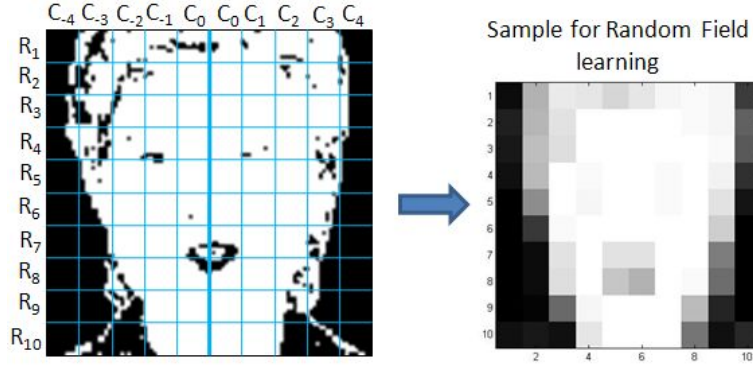 C-4 C-3 C-2 C-1 C0 C0 C1 C2 C3 C4
R1
R2
R3
R4
R5
R6
R7
R8
R9
R10
Sample for Random Field
learning
1
2
3
4
5
6
7
8
9
10
2 4 6 8 10